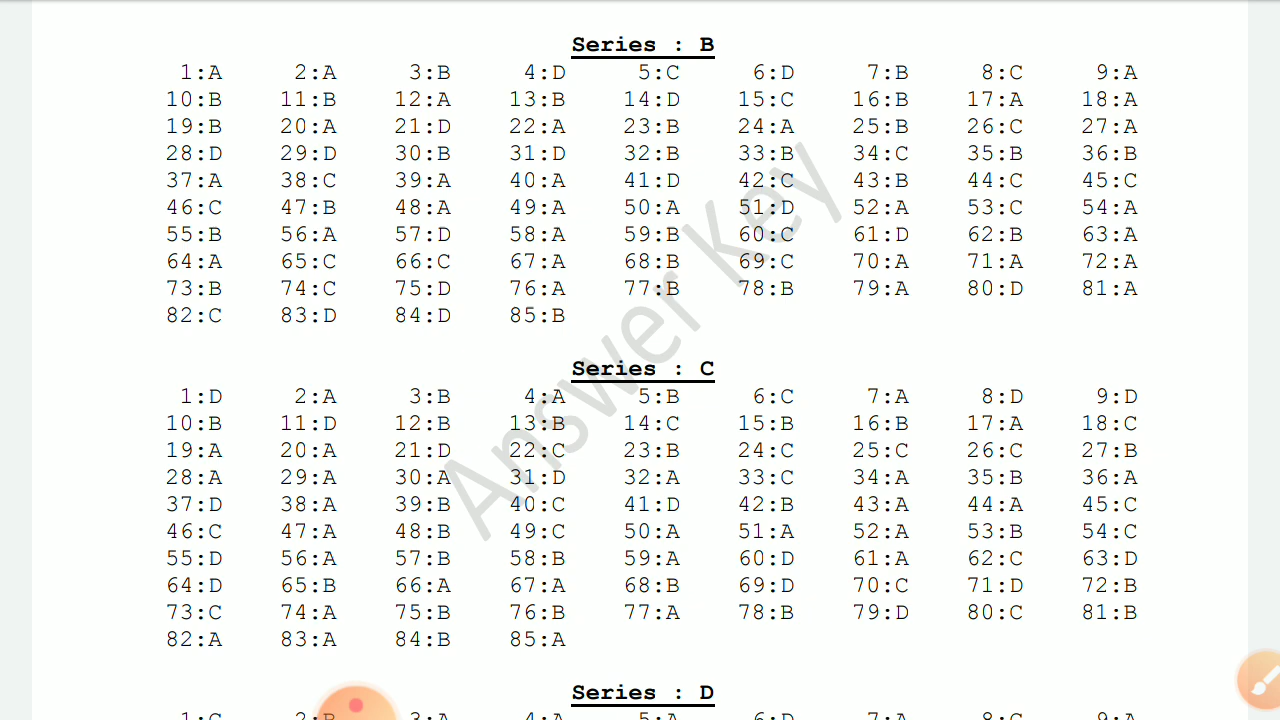 Series : B
1:A 2:A 3:B 4:D 5:C 6:D 7:B 8:C 9:A
10:B 11:B 12:A 13:B 14:D 15:C 16:B 17:A 18:A
19:B 20:A 21:D 22:A 23:B 24:A 25:B 26:C 27:A
28:D 29:D 30:B 31:D 32:B 33:B 34:C 35:B 36:B
37:A 38:C 39:A 40:A 41:D 42:C 43:B 44:C 45:C
46:C 47:B 48:A 49:A 50:A 51:D 52:A 53:C 54:A
55:B 56:A 57:D 58:A 59:B 60:C 61:D 62:B 63:A
64:A 65:C 66:C 67:A 68:B 69:C 70:A 71:A 72:A
73:B 74:C 75:D 76:A 77:B 78:B 79:A 80:D 81:A
82:C 83:D 84:D 85:B
Series : C
1:D 2:A 3:B 4:A 5:B 6:C 7:A 8:D 9:D
10:B 11:D 12:B 13:B 14:C 15:B 16:B 17:A 18:C
19:A 20:A 21:D 22:C 23:B 24:C 25:C 26:C 27:B
28:A 29:A 30:A 31:D 32:A 33:C 34:A 35:B 36:A
37:D 38:A 39:B 40:C 41:D 42:B 43:A 44:A 45:C
46:C 47:A 48:B 49:C 50:A 51:A 52:A 53:B 54:C
55:D 56:A 57:B 58:B 59:A 60:D 61:A 62:C 63:D
64:D 65:B 66:A 67:A 68:B 69:D 70:C 71:D 72:B
73:C 74:A 75:B 76:B 77:A 78:B 79:D 80:C 81:B
82:A 83:A 84:B 85:A
Answer Key
Series : D